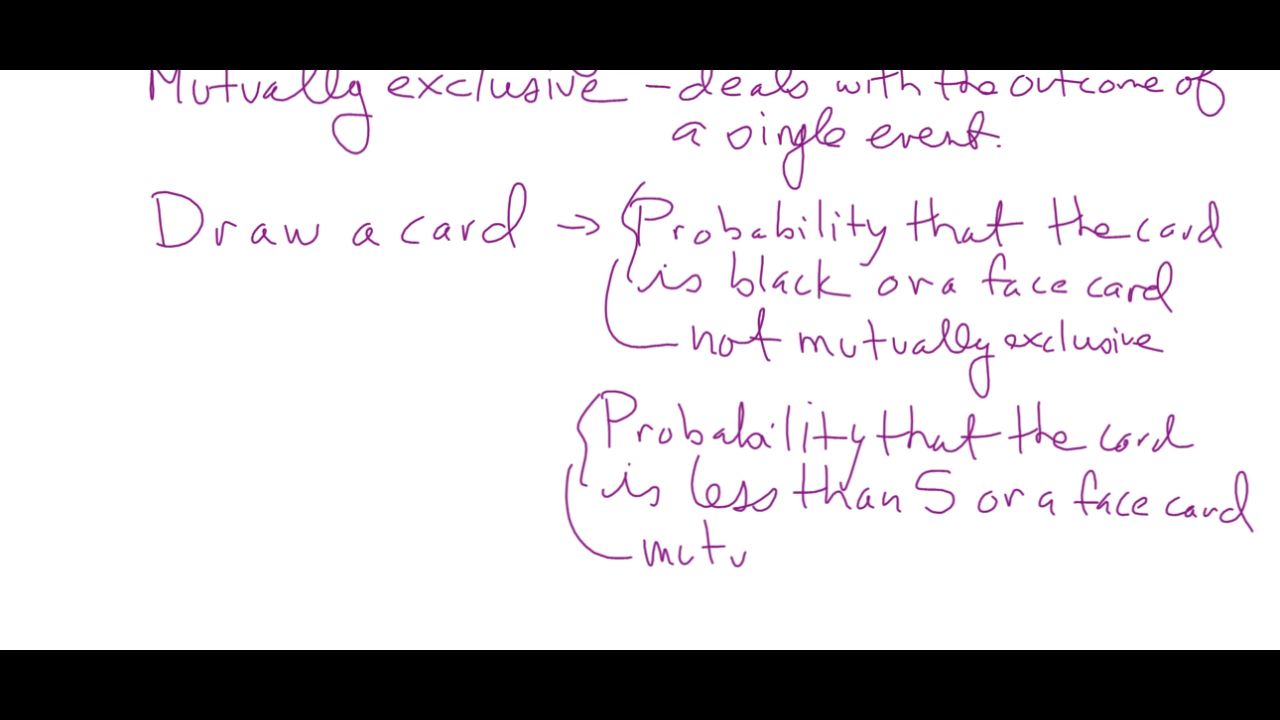 Mutually exclusive - deals with the outcome of
a single event.
Draw a card → Probability that the card
is black or a face card
not mutually exclusive
Probability that the card
is less than 5 or a face card
mutu